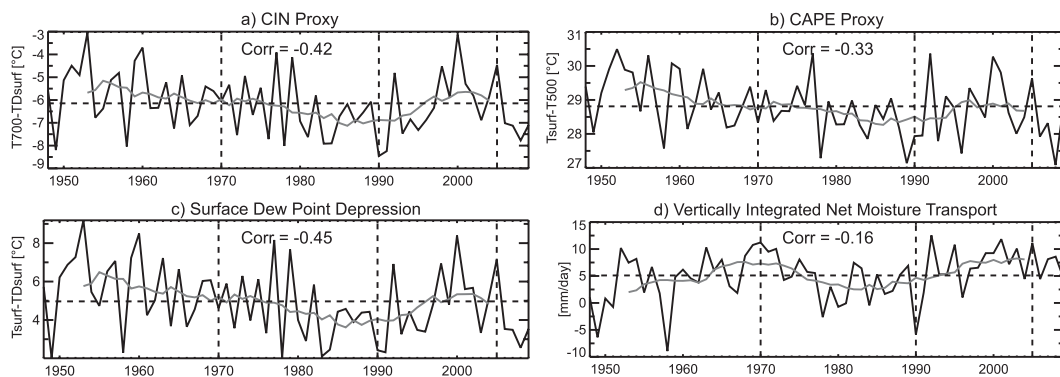 a) CIN Proxy
Corr = -0.42
T700- TDsurf [°C]
-3
-4
-5
-6
-7
-8
-9
1950 1960 1970 1980 1990 2000
b) CAPE Proxy
Corr = -0.33
Tsurf-T500 [°C]
31
30
29
28
27
1950 1960 1970 1980 1990 2000
c) Surface Dew Point Depression
Corr = -0.45
Tsurf-TDsurf [°C]
8
6
4
1950 1960 1970 1980 1990 2000
d) Vertically Integrated Net Moisture Transport
Corr = -0.16
[mm/day]
15
10
5
0
-5
-10
1950 1960 1970 1980 1990 2000